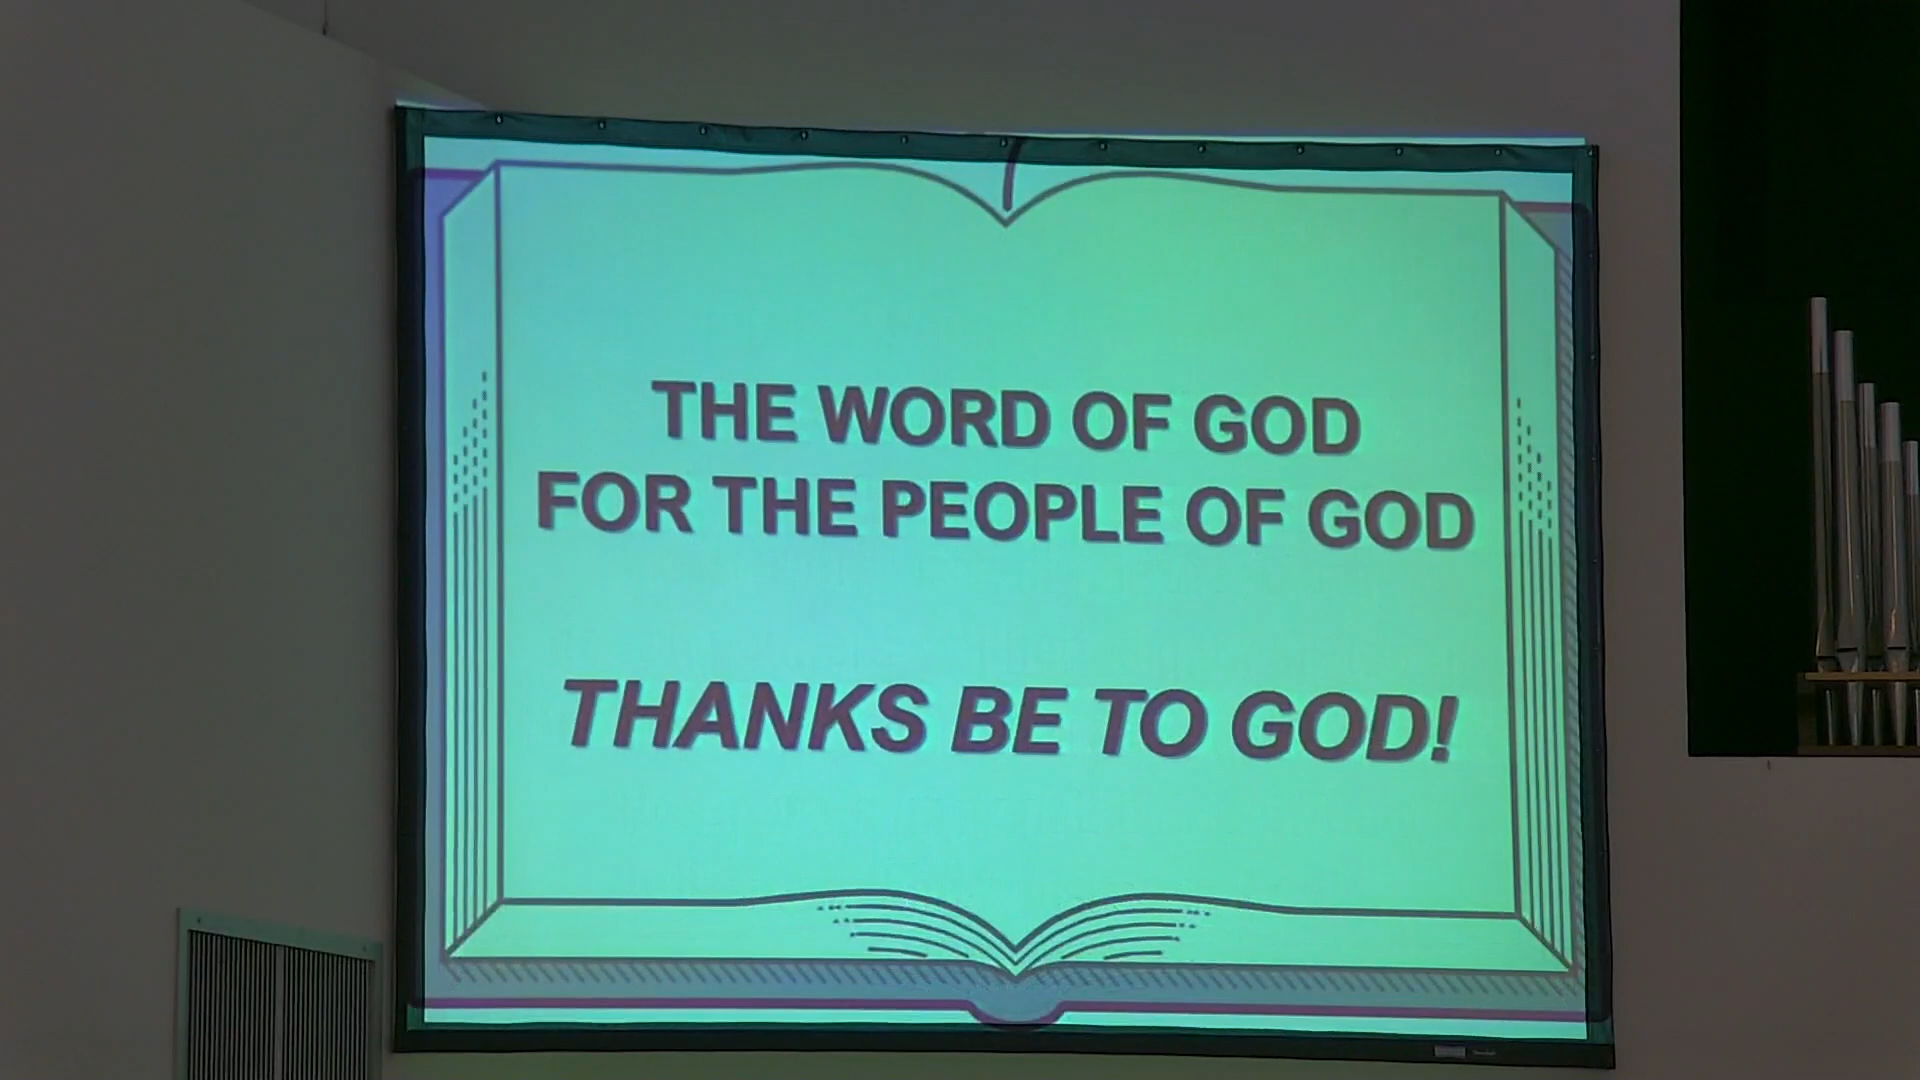 THE WORD OF GOD
FOR THE PEOPLE OF GOD
THANKS BE TO GOD!